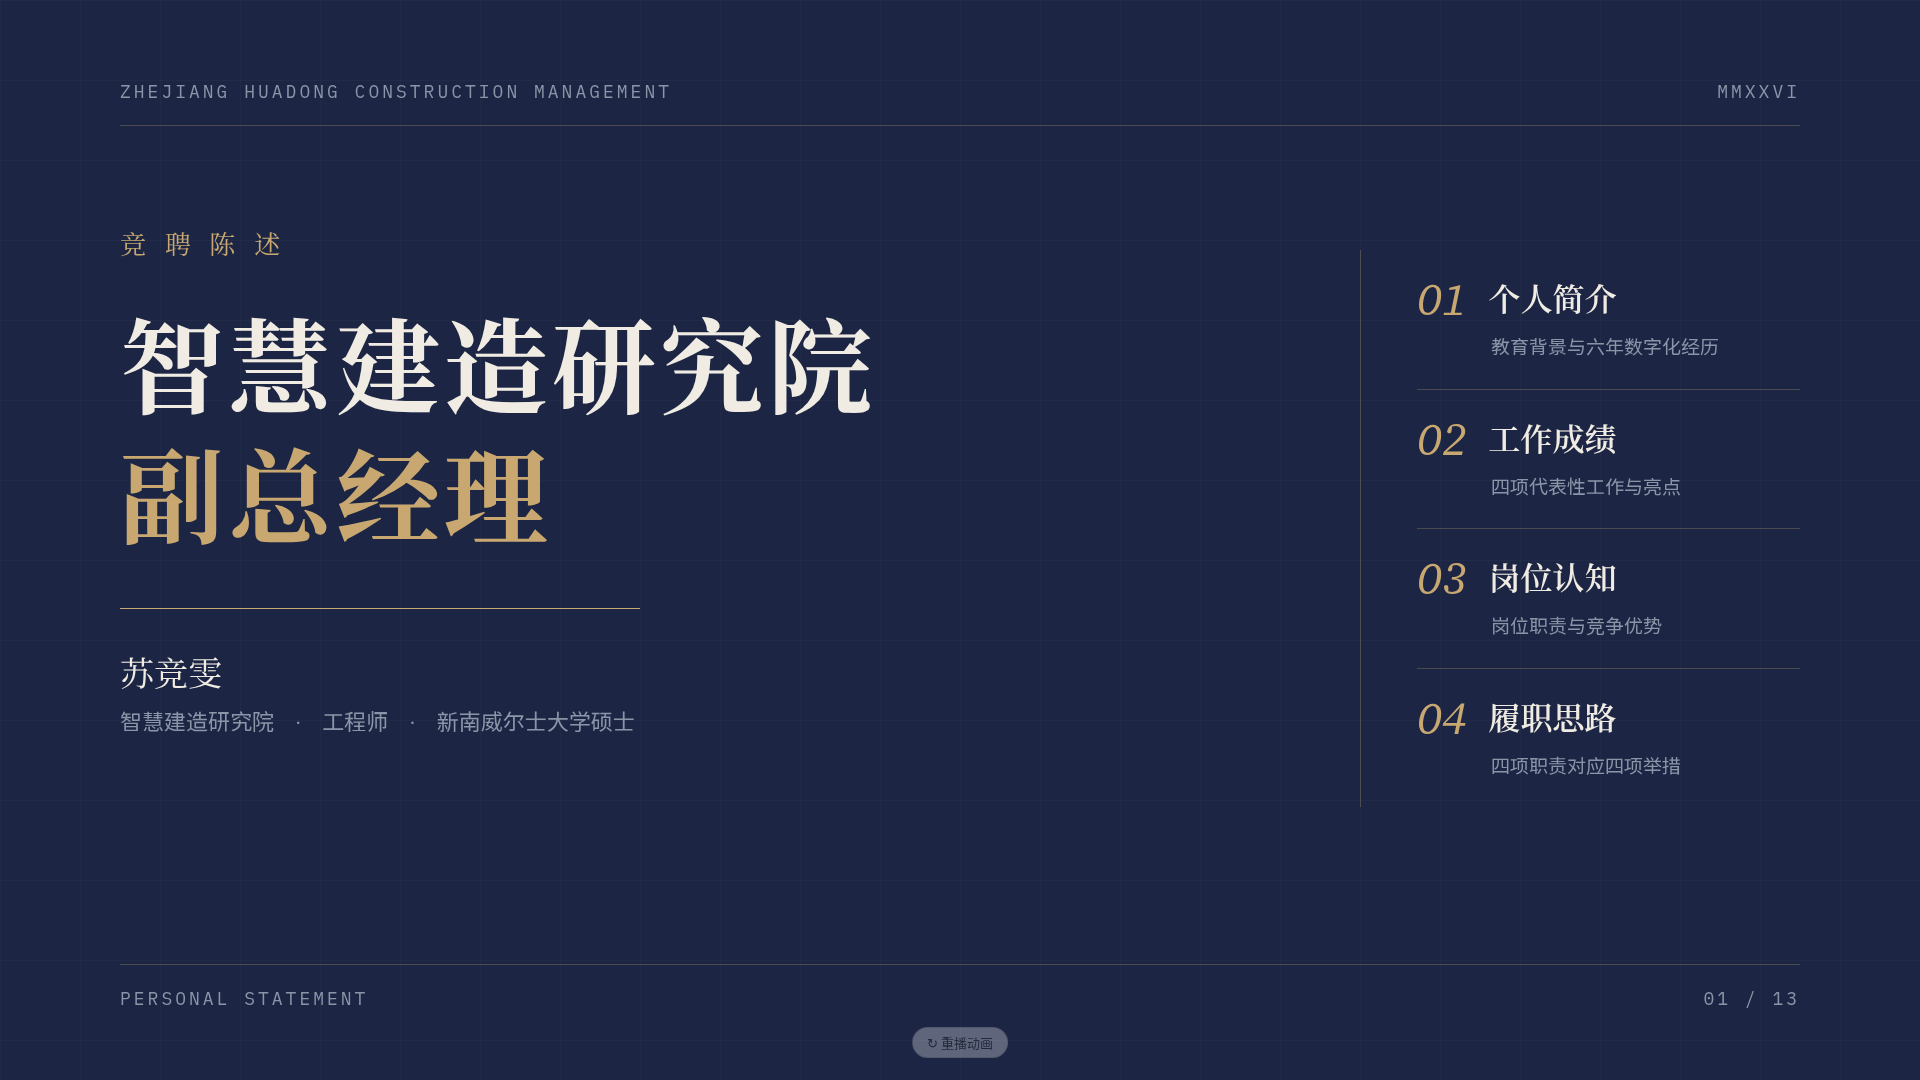 ZHEJIANG HUADONG CONSTRUCTION MANAGEMENT
MMXXVI
竞聘陈述
智慧建造研究院
副总经理
苏竞雯
智慧建造研究院 · 工程师 · 新南威尔士大学硕士
01 个人简介
教育背景与六年数字化经历
02 工作成绩
四项代表性工作与亮点
03 岗位认知
岗位职责与竞争优势
04 履职思路
四项职责对应四项举措
PERSONAL STATEMENT
01 / 13
↻ 重播动画